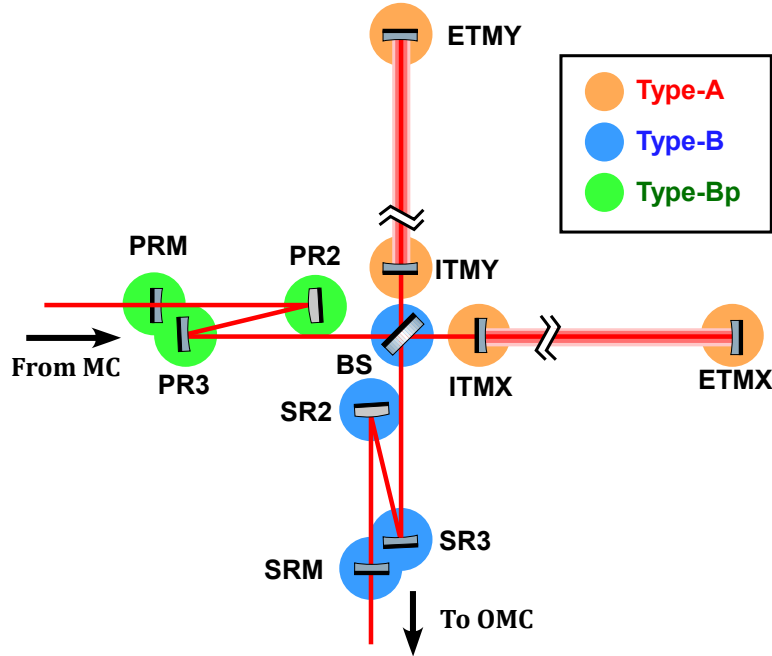 ETMY
Type-A
Type-B
Type-Bp
PRM
PR2
ITMY
From MC
PR3
BS
ITMX
ETMX
SR2
SR3
SRM
To OMC